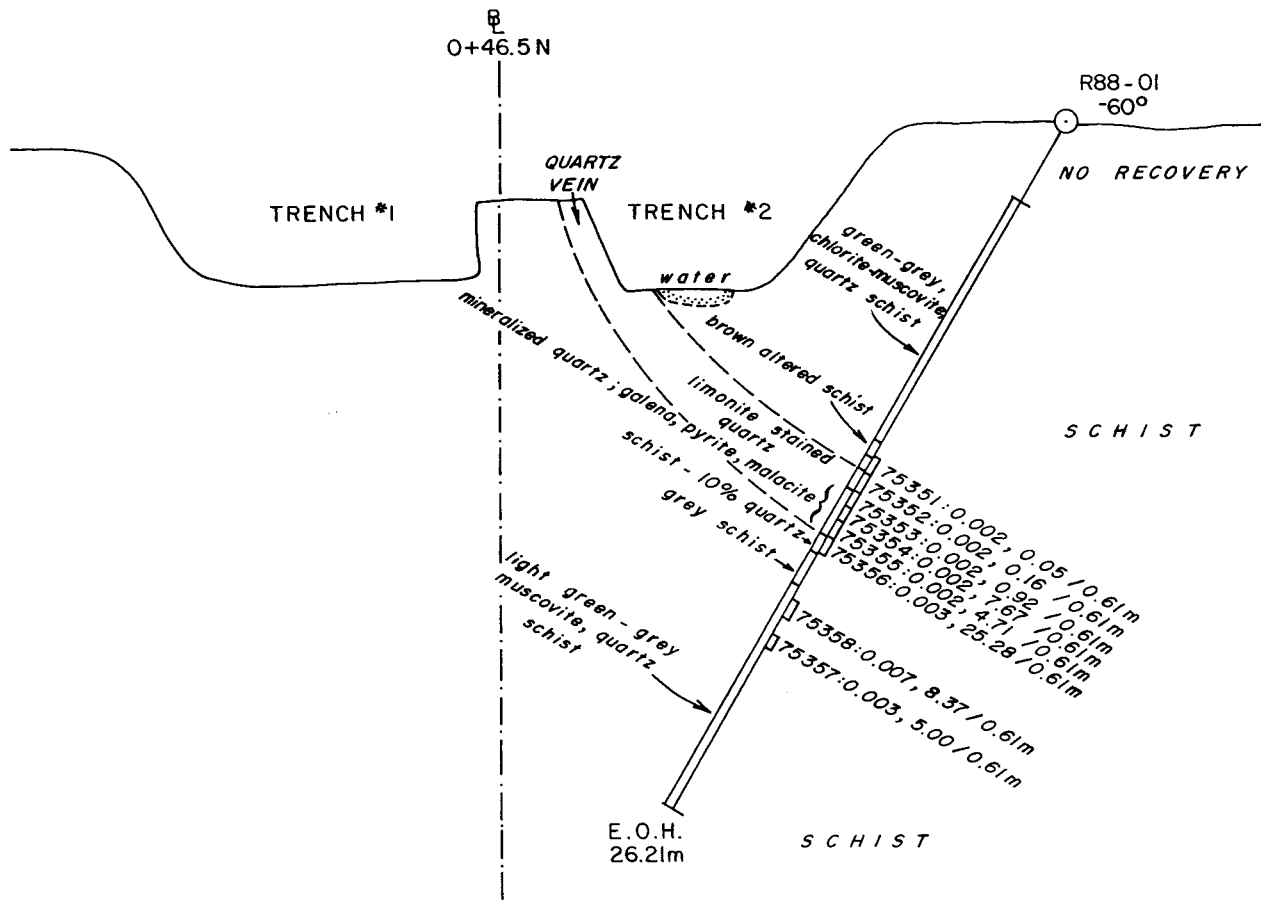 BL
0+46.5N
R88-01
-60°
NO RECOVERY
QUARTZ
VEIN
TRENCH #1
TRENCH #2
water
green-grey,
chlorite-muscovite,
quartz schist
brown altered schist
limonite stained
quartz
mineralized quartz; galena, pyrite, malacite
schist - 10% quartz
grey schist
light green-grey
muscovite, quartz
schist
SCHIST
75351:0.002, 0.05/0.61m
75352:0.002, 0.16/0.61m
75353:0.002, 0.92/0.61m
75354:0.002, 7.67/0.61m
75355:0.002, 4.71/0.61m
75356:0.003, 25.28/0.61m
75358:0.007, 8.37/0.61m
75357:0.003, 5.00/0.61m
E.O.H.
26.21m
SCHIST